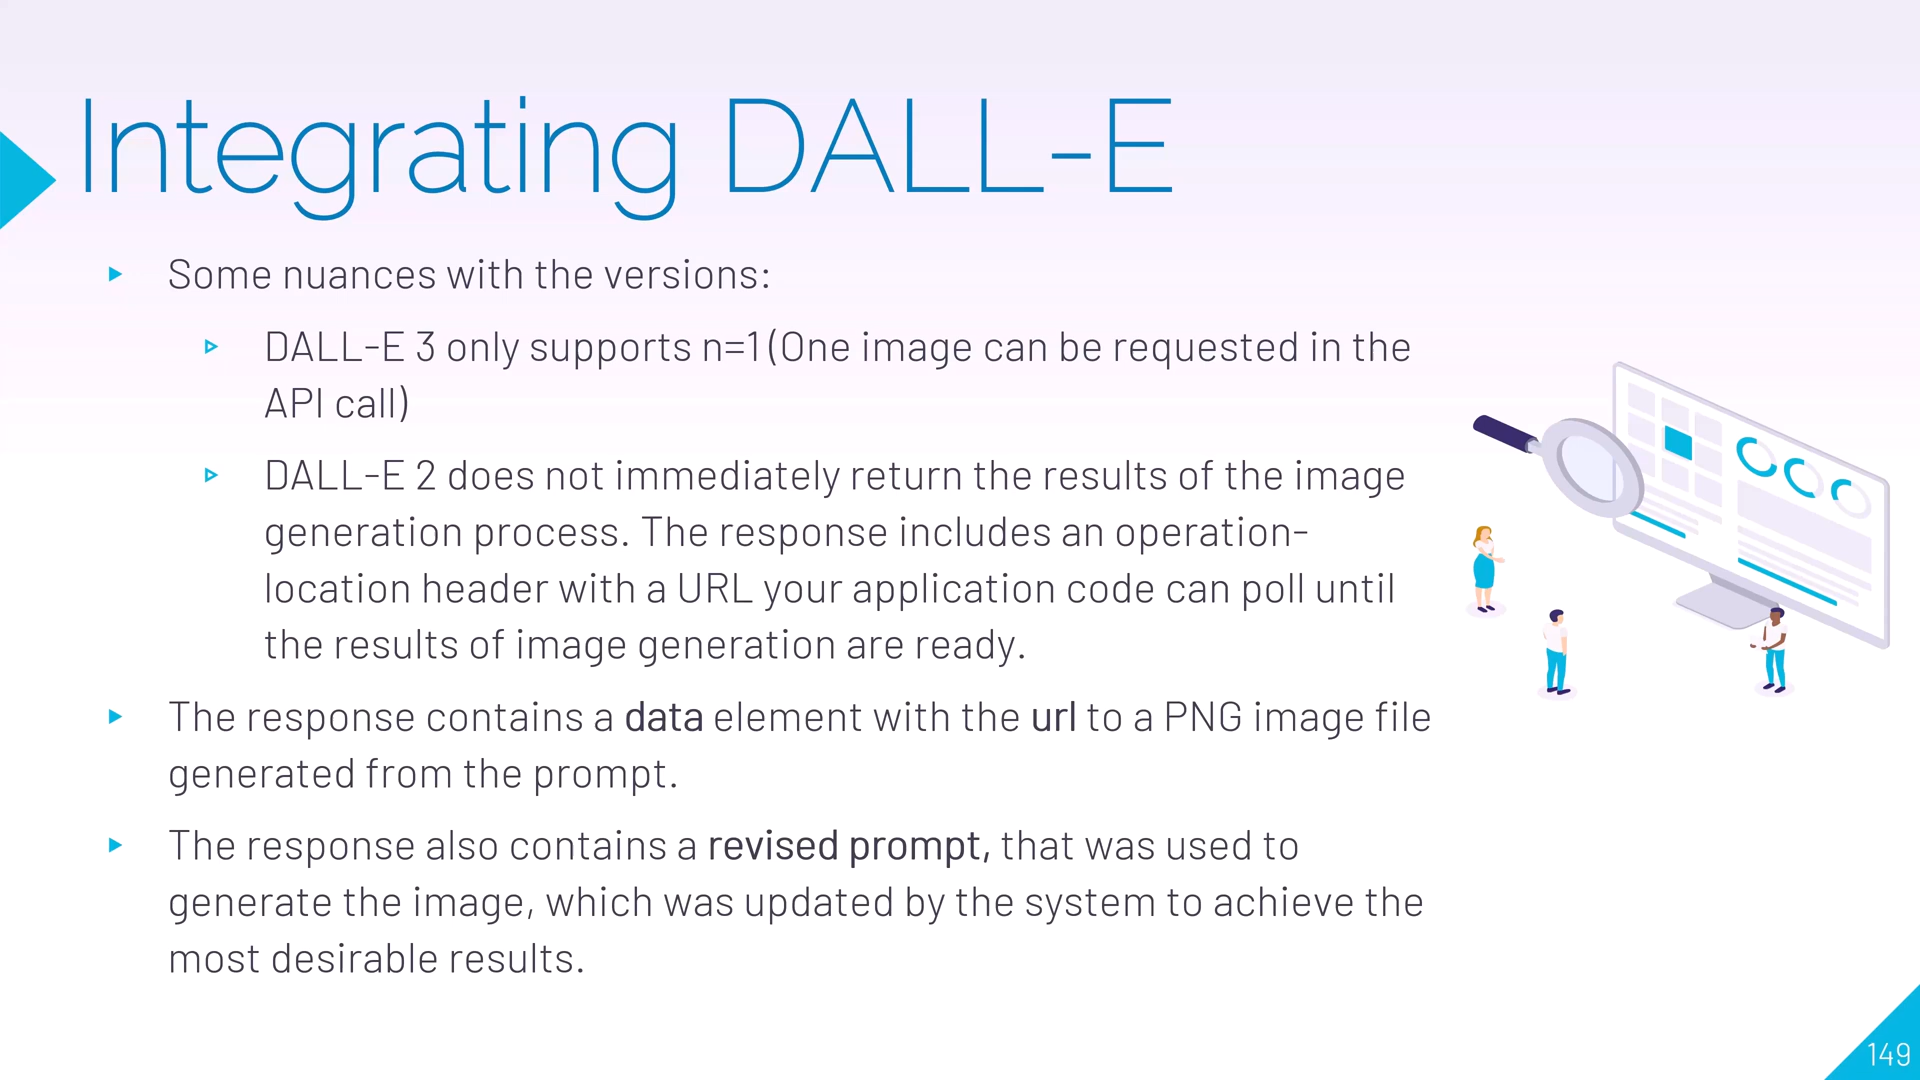 Integrating DALL-E
Some nuances with the versions:
DALL-E 3 only supports n=1 (One image can be requested in the
API call)
DALL-E 2 does not immediately return the results of the image
generation process. The response includes an operation-
location header with a URL your application code can poll until
the results of image generation are ready.
The response contains a data element with the url to a PNG image file
generated from the prompt.
The response also contains a revised prompt, that was used to
generate the image, which was updated by the system to achieve the
most desirable results.
149